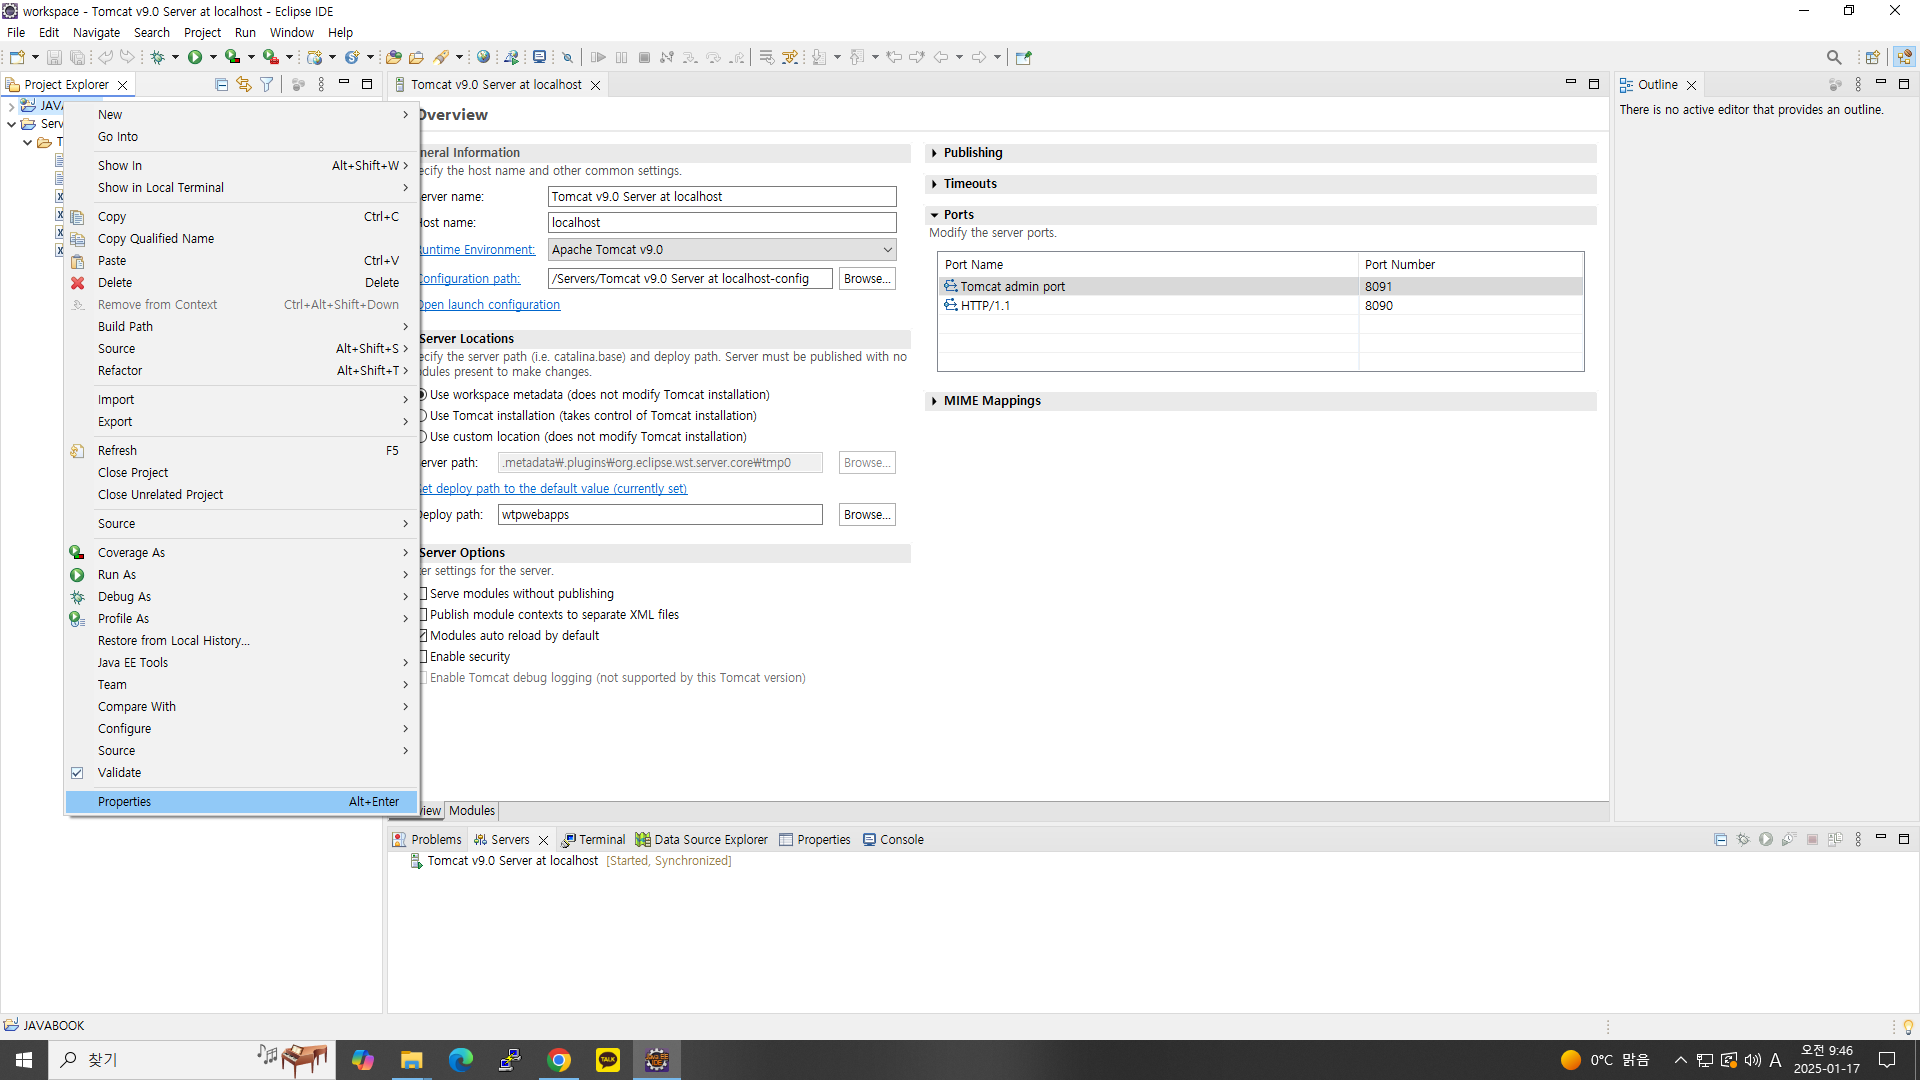 workspace - Tomcat v9.0 Server at localhost - Eclipse IDE
File Edit Navigate Search Project Run Window Help
Project Explorer
JAVA
Serv
T
New
Go Into
Show In Alt+Shift+W
Show in Local Terminal
Copy Ctrl+C
Copy Qualified Name
Paste Ctrl+V
Delete Delete
Remove from Context Ctrl+Alt+Shift+Down
Build Path
Source Alt+Shift+S
Refactor Alt+Shift+T
Import
Export
Refresh F5
Close Project
Close Unrelated Project
Source
Coverage As
Run As
Debug As
Profile As
Restore from Local History...
Java EE Tools
Team
Compare With
Configure
Source
Validate
Properties Alt+Enter
Tomcat v9.0 Server at localhost
Overview
neral Information
ecify the host name and other common settings.
erver name: Tomcat v9.0 Server at localhost
Host name: localhost
untime Environment: Apache Tomcat v9.0
onfiguration path: /Servers/Tomcat v9.0 Server at localhost-config Browse...
Open launch configuration
Server Locations
ecify the server path (i.e. catalina.base) and deploy path. Server must be published with no
dules present to make changes.
Use workspace metadata (does not modify Tomcat installation)
Use Tomcat installation (takes control of Tomcat installation)
Use custom location (does not modify Tomcat installation)
erver path: .metadata₩.plugins₩org.eclipse.wst.server.core₩tmp0 Browse...
et deploy path to the default value (currently set)
Deploy path: wtpwebapps Browse...
Server Options
er settings for the server.
Serve modules without publishing
Publish module contexts to separate XML files
Modules auto reload by default
Enable security
Enable Tomcat debug logging (not supported by this Tomcat version)
view Modules
Publishing
Timeouts
Ports
Modify the server ports.
Port Name Port Number
Tomcat admin port 8091
HTTP/1.1 8090
MIME Mappings
Outline
There is no active editor that provides an outline.
Problems Servers Terminal Data Source Explorer Properties Console
Tomcat v9.0 Server at localhost [Started, Synchronized]
JAVABOOK
찾기
TALK
Java EE
IDE
0°C 맑음
A
오전 9:46
2025-01-17